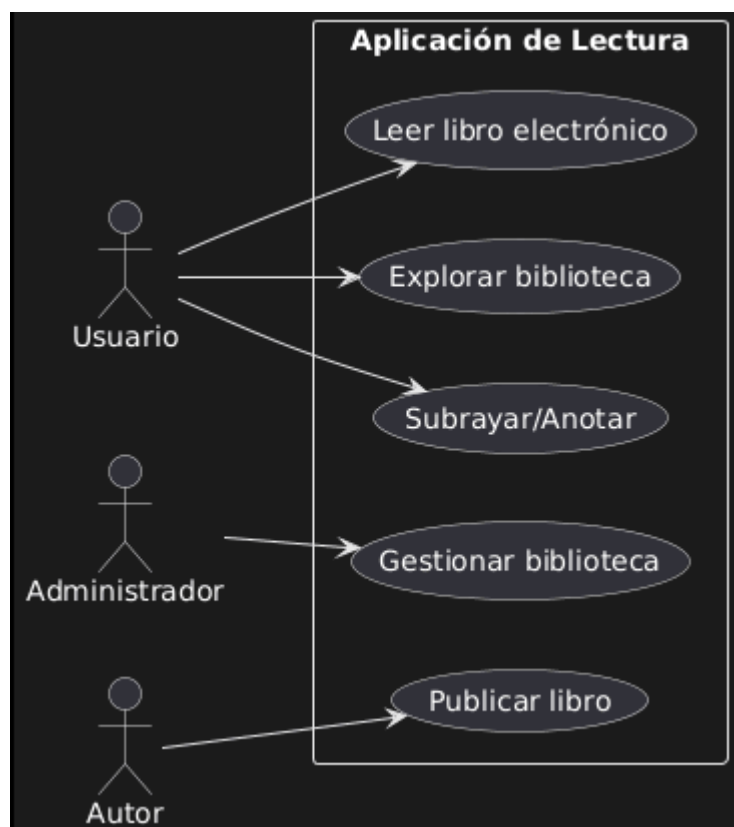 Aplicación de Lectura
Leer libro electrónico
Explorar biblioteca
Usuario
Subrayar/Anotar
Gestionar biblioteca
Administrador
Publicar libro
Autor